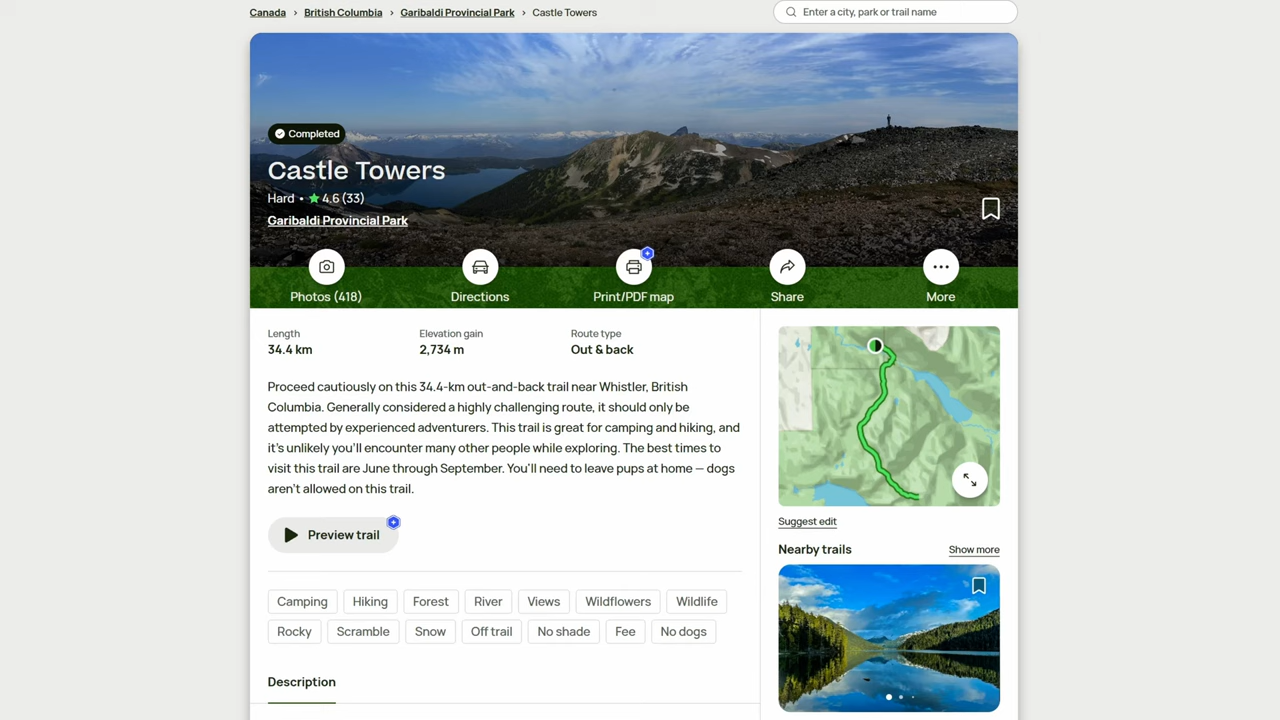 Canada › British Columbia › Garibaldi Provincial Park › Castle Towers
Enter a city, park or trail name
Completed
Castle Towers
Hard • 4.6 (33)
Garibaldi Provincial Park
Photos (418)
Directions
Print/PDF map
Share
More
Length
34.4 km
Elevation gain
2,734 m
Route type
Out & back
Proceed cautiously on this 34.4-km out-and-back trail near Whistler, British
Columbia. Generally considered a highly challenging route, it should only be
attempted by experienced adventurers. This trail is great for camping and hiking, and
it's unlikely you'll encounter many other people while exploring. The best times to
visit this trail are June through September. You'll need to leave pups at home — dogs
aren't allowed on this trail.
Preview trail
Camping Hiking Forest River Views Wildflowers Wildlife
Rocky Scramble Snow Off trail No shade Fee No dogs
Description
Suggest edit
Nearby trails
Show more